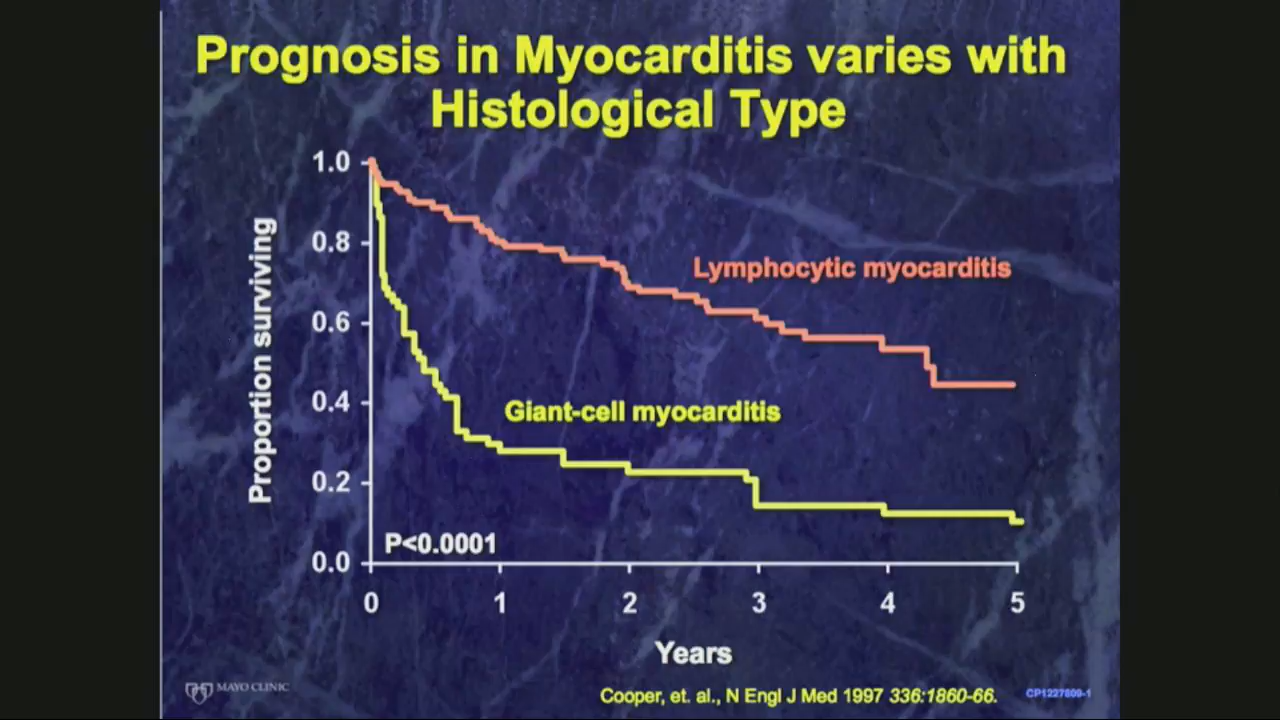 Prognosis in Myocarditis varies with
Histological Type
1.0
0.8
0.6
0.4
0.2
0.0
Proportion surviving
Lymphocytic myocarditis
Giant-cell myocarditis
P<0.0001
0 1 2 3 4 5
Years
MAYO CLINIC
Cooper, et. al., N Engl J Med 1997 336:1860-66.
CP1227809-1